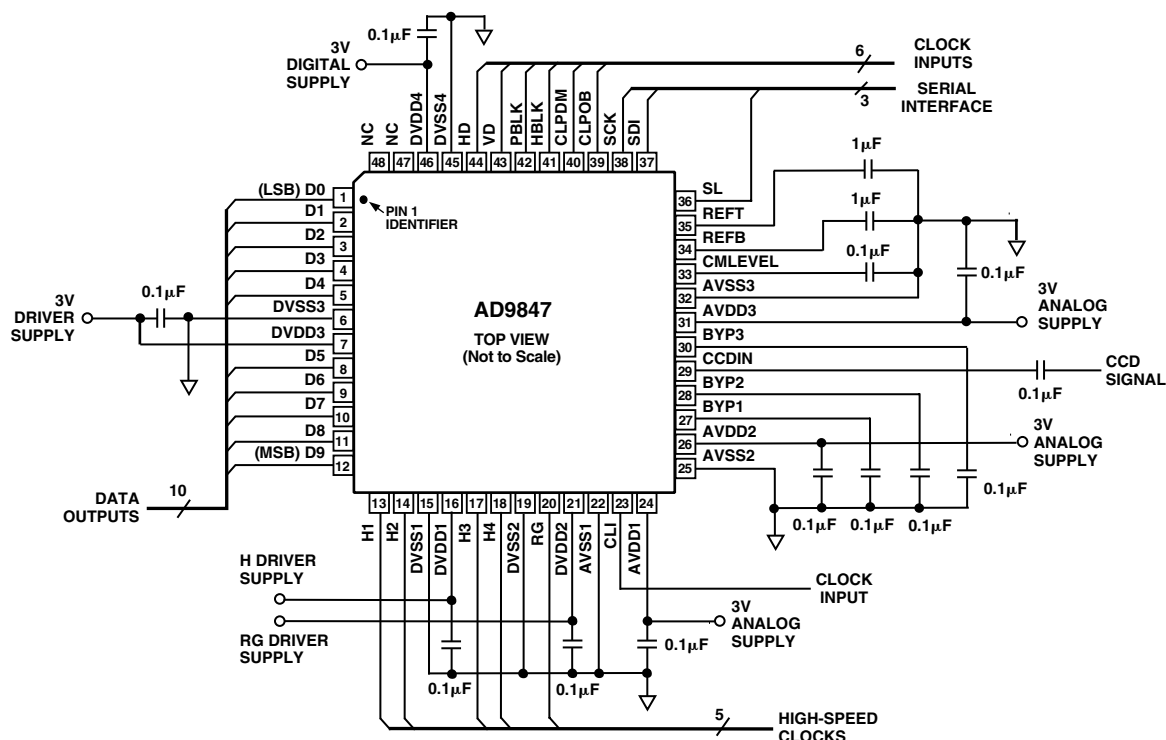 0.1µF
3V
DIGITAL
SUPPLY
6
CLOCK
INPUTS
3
SERIAL
INTERFACE
NC
NC
DVDD4
DVSS4
HD
VD
PBLK
HBLK
CLPDM
CLPOB
SCK
SDI
48 47 46 45 44 43 42 41 40 39 38 37
(LSB) D0 1
D1 2
D2 3
D3 4
D4 5
DVSS3 6
DVDD3 7
D5 8
D6 9
D7 10
D8 11
(MSB) D9 12
PIN 1
IDENTIFIER
AD9847
TOP VIEW
(Not to Scale)
3V
DRIVER
SUPPLY
0.1µF
10
DATA
OUTPUTS
36 SL
35 REFT
34 REFB
33 CMLEVEL
32 AVSS3
31 AVDD3
30 BYP3
29 CCDIN
28 BYP2
27 BYP1
26 AVDD2
25 AVSS2
1µF
1µF
0.1µF
0.1µF
3V
ANALOG
SUPPLY
CCD
SIGNAL
0.1µF
3V
ANALOG
SUPPLY
0.1µF
0.1µF 0.1µF 0.1µF
13 14 15 16 17 18 19 20 21 22 23 24
H1
H2
DVSS1
DVDD1
H3
H4
DVSS2
RG
DVDD2
AVSS1
CLI
AVDD1
H DRIVER
SUPPLY
RG DRIVER
SUPPLY
0.1µF
0.1µF
0.1µF
CLOCK
INPUT
3V
ANALOG
SUPPLY
5
HIGH-SPEED
CLOCKS